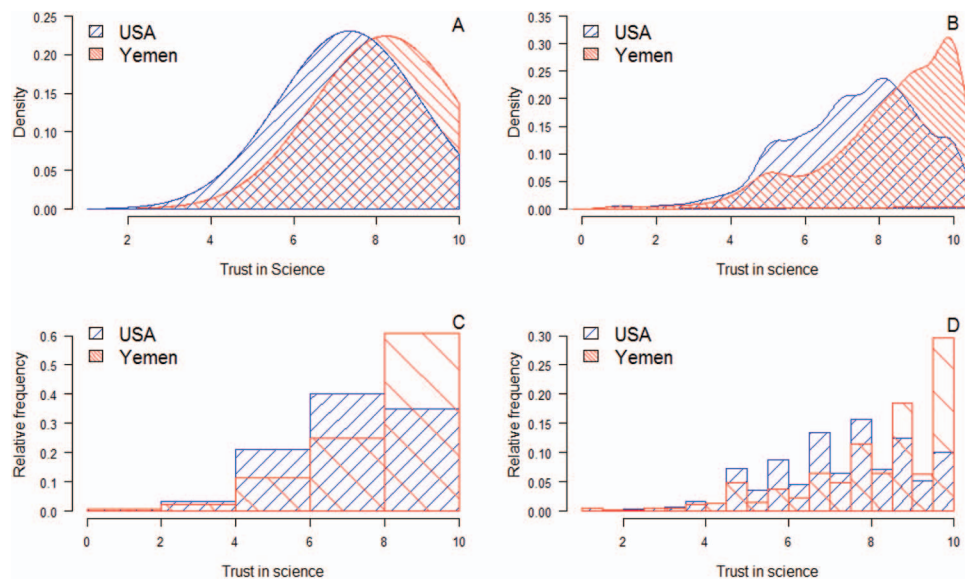 A
USA
Yemen
Density
0.25
0.20
0.15
0.10
0.05
0.00
2 4 6 8 10
Trust in Science
B
USA
Yemen
Density
0.35
0.30
0.25
0.20
0.15
0.10
0.05
0.00
0 2 4 6 8 10
Trust in science
C
USA
Yemen
Relative frequency
0.6
0.5
0.4
0.3
0.2
0.1
0.0
0 2 4 6 8 10
Trust in science
D
USA
Yemen
Relative frequency
0.30
0.25
0.20
0.15
0.10
0.05
0.00
2 4 6 8 10
Trust in science